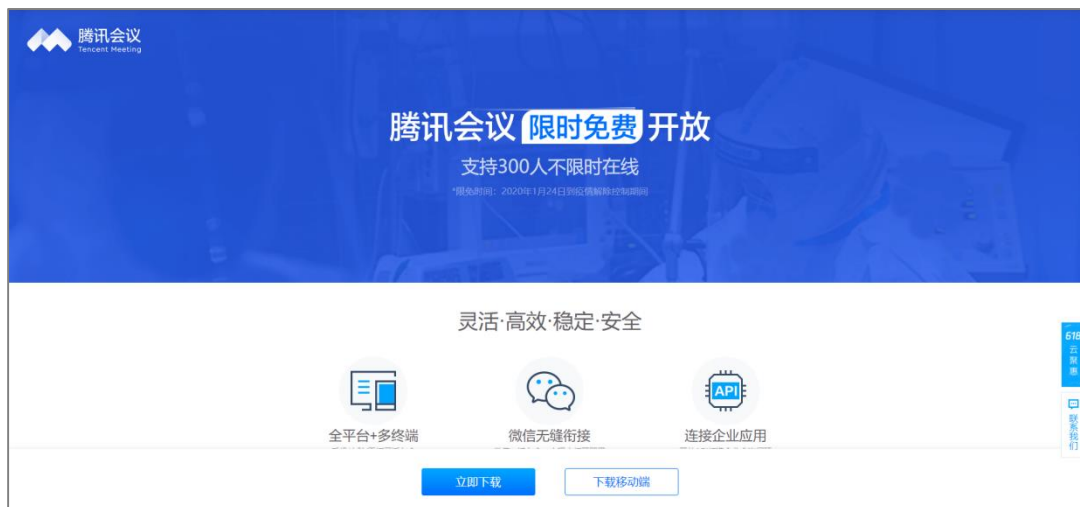 腾讯会议
Tencent Meeting
腾讯会议 限时免费 开放
支持300人不限时在线
*限免时间：2020年1月24日到疫情解除控制期间
灵活·高效·稳定·安全
API
全平台+多终端
微信无缝衔接
连接企业应用
618
云聚惠
联系我们
立即下载
下载移动端